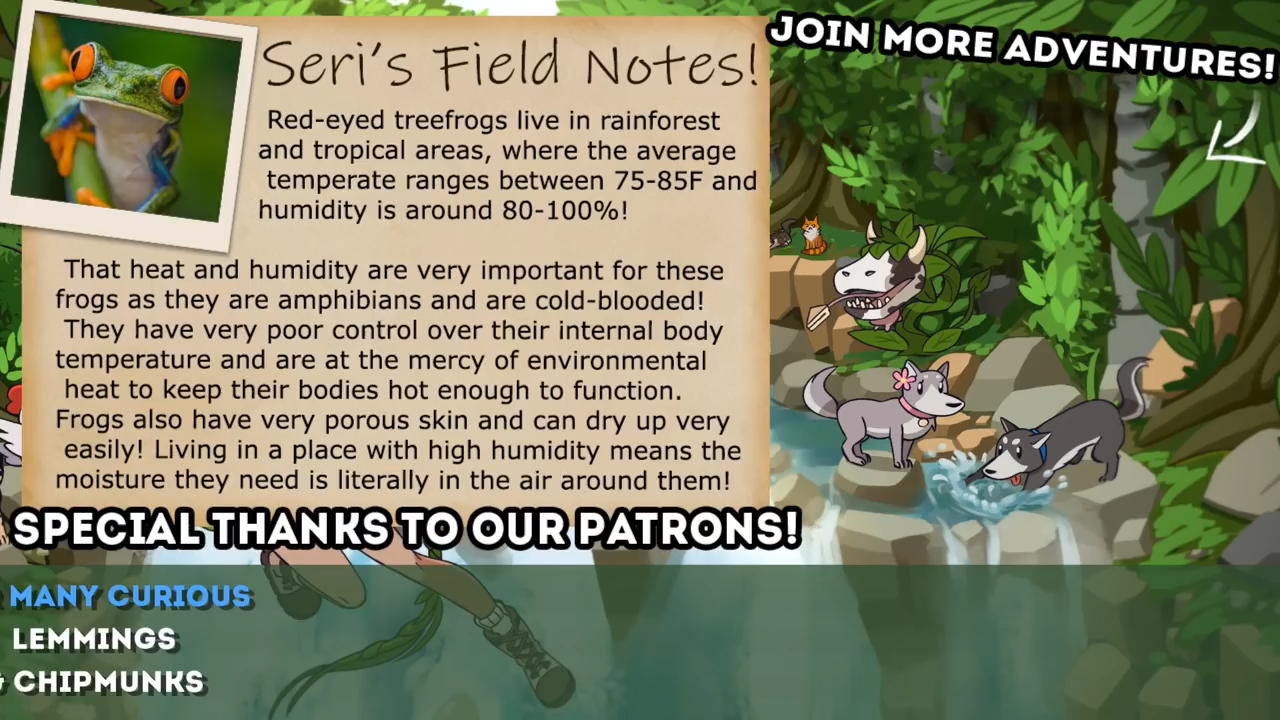 Seri's Field Notes!
JOIN MORE ADVENTURES!
Red-eyed treefrogs live in rainforest
and tropical areas, where the average
temperate ranges between 75-85F and
humidity is around 80-100%!
That heat and humidity are very important for these
frogs as they are amphibians and are cold-blooded!
They have very poor control over their internal body
temperature and are at the mercy of environmental
heat to keep their bodies hot enough to function.
Frogs also have very porous skin and can dry up very
easily! Living in a place with high humidity means the
moisture they need is literally in the air around them!
SPECIAL THANKS TO OUR PATRONS!
MANY CURIOUS
LEMMINGS
& CHIPMUNKS